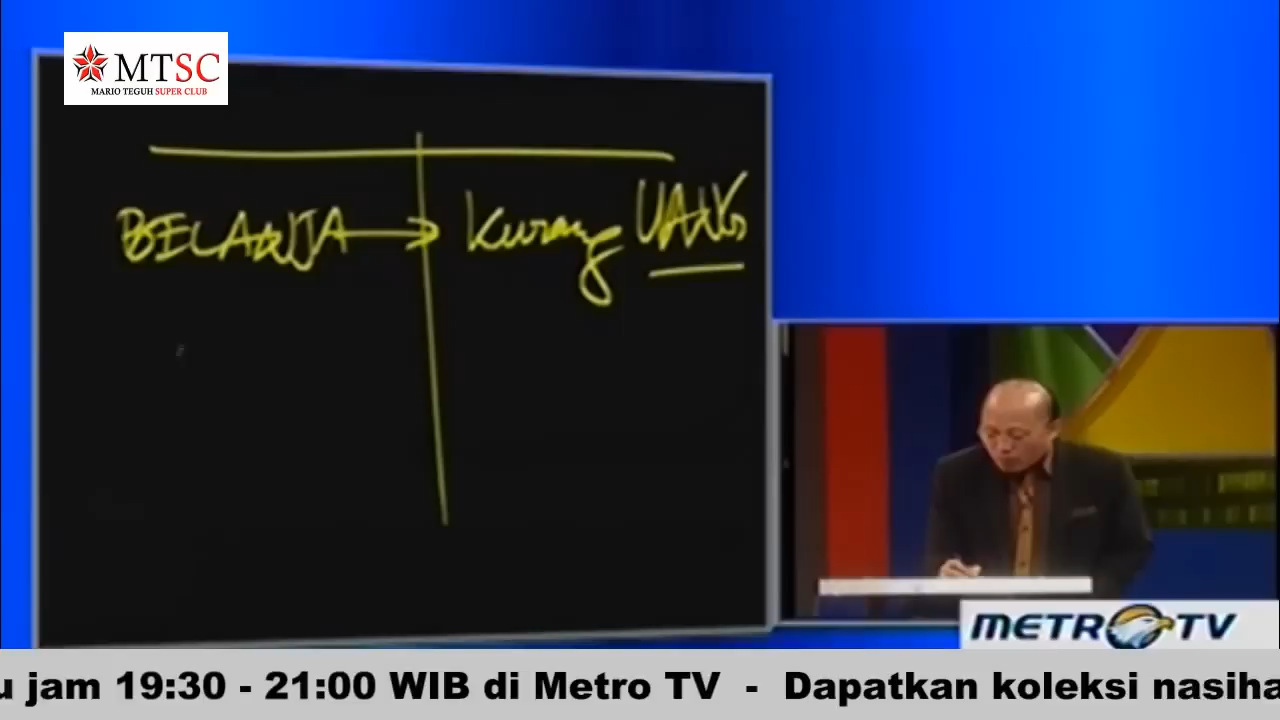 MTSC
MARIO TEGUH SUPER CLUB
BELANJA → Kurang UANG
METRO TV
u jam 19:30 - 21:00 WIB di Metro TV - Dapatkan koleksi nasiha